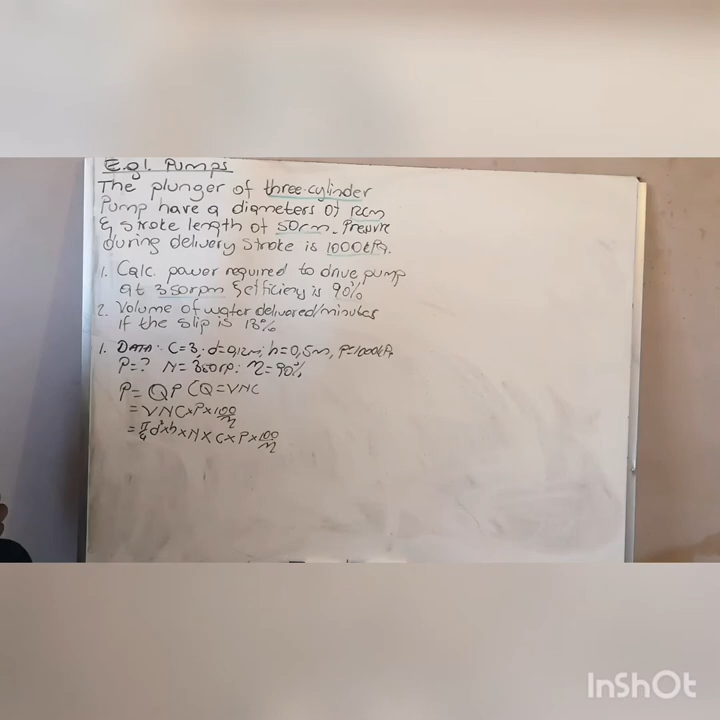 E.g1. Pumps
The plunger of three-cylinder
Pump have a diameters of 12cm
& stroke length of 50cm. Pressure
during delivery stroke is 1000kPa.
1. Calc. power required to drive pump
at 350rpm & efficiency is 90%
2. Volume of water delivered/minutes
if the slip is 13%
1. DATA: C=3; d=0,12m; h=0,5m, P=1000kPa
P=? N= 350rp; η=90%
P= QP (Q=VNC
= VNC×P×100/η
= π/4 d²×h×N×C×P×100/η
InShOt